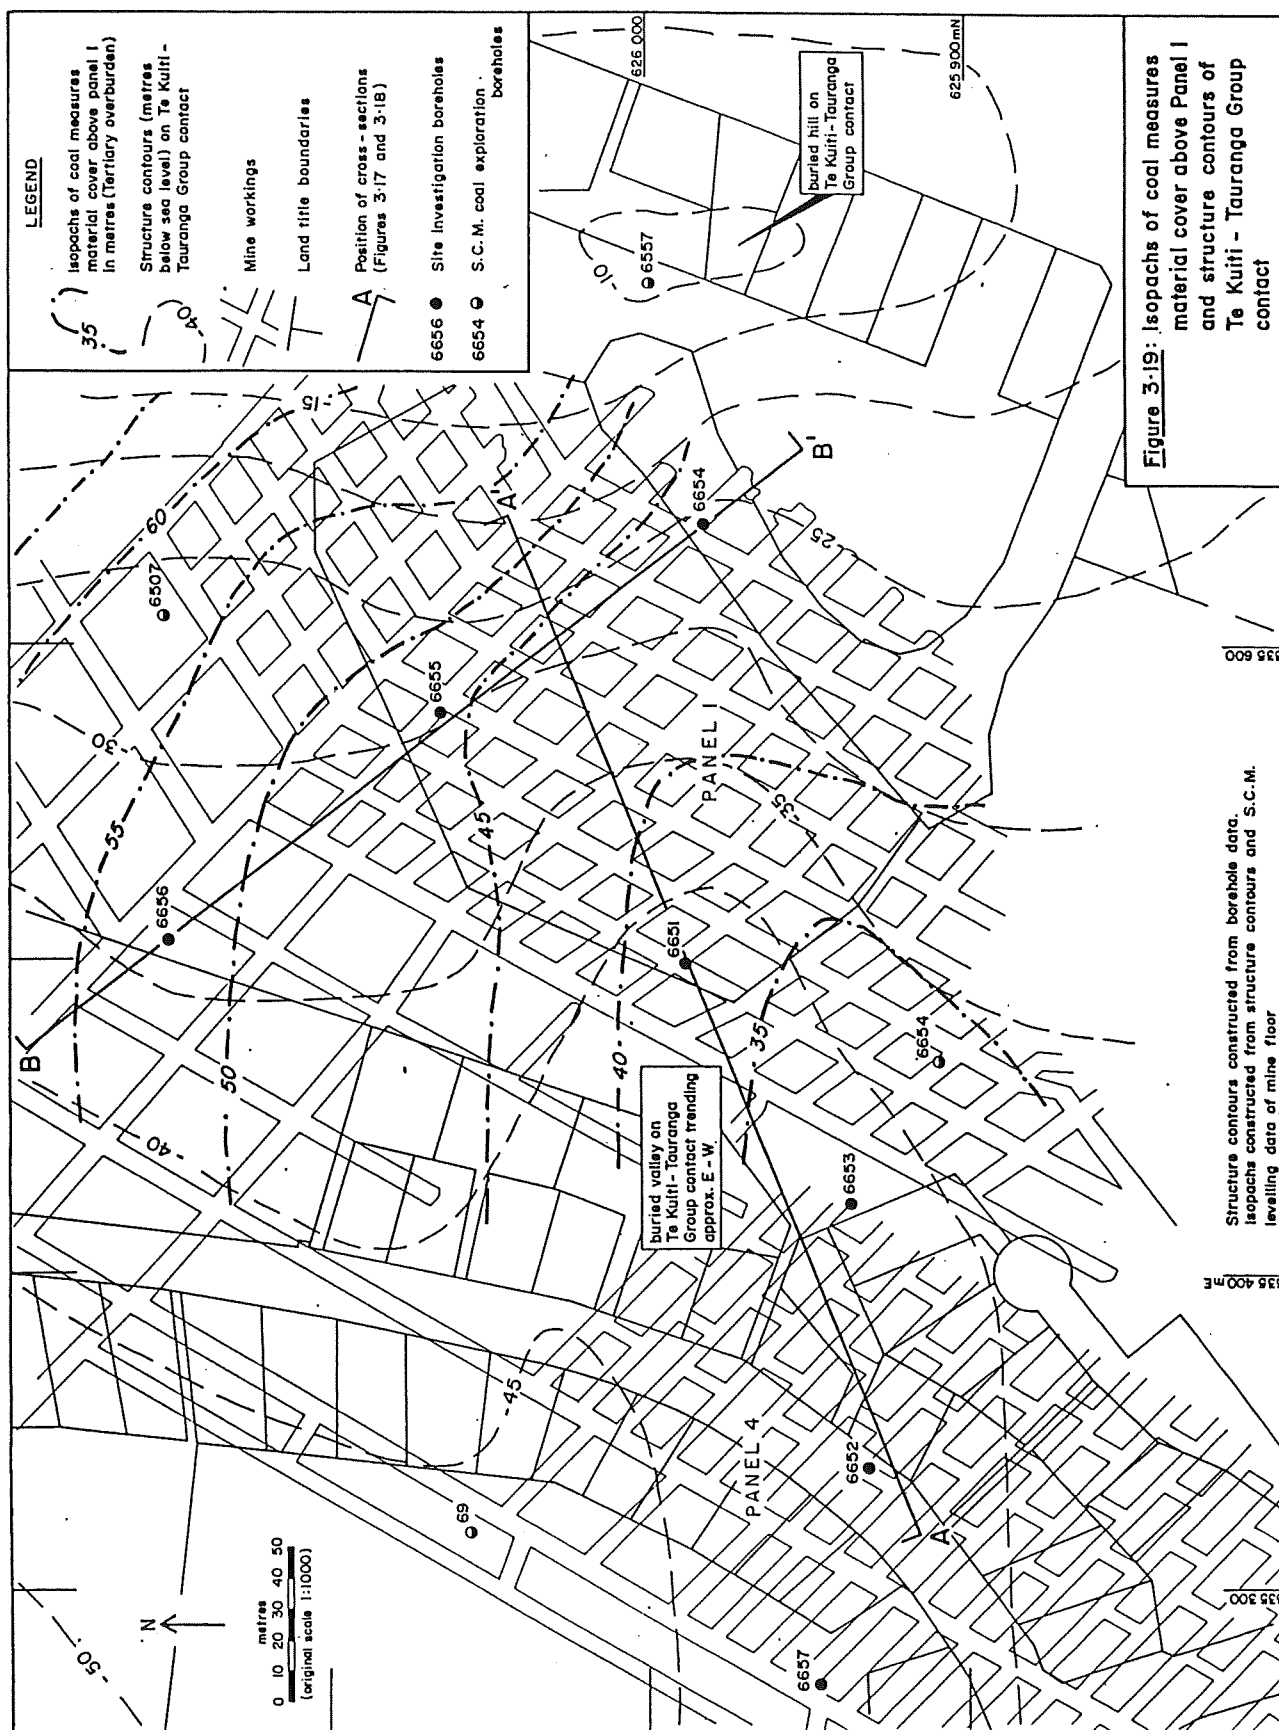 LEGEND
35
Isopachs of coal measures
material cover above panel I
in metres (Tertiary overburden)
-40
Structure contours (metres
below sea level) on Te Kuiti -
Tauranga Group contact
Mine workings
Land title boundaries
A
Position of cross-sections
(Figures 3·17 and 3·18)
6656
Site investigation boreholes
6654
S.C.M. coal exploration
boreholes
626 000
625 900mN
buried hill on
Te Kuiti-Tauranga
Group contact
-10
6557
-15
60
6507
A'
B'
6654
-25
6655
-30
55
45
PANEL I
-35
6656
B
50
40
6651
35
6654
-40
buried valley on
Te Kuiti-Tauranga
Group contact trending
approx. E-W
6653
-45
PANEL 4
6652
A
69
6657
-50
N
metres
0 10 20 30 40 50
(original scale 1:1000)
535 600
535 400 mE
535 300
Structure contours constructed from borehole data.
Isopachs constructed from structure contours and S.C.M.
levelling data of mine floor
Figure 3·19: Isopachs of coal measures
material cover above Panel I
and structure contours of
Te Kuiti - Tauranga Group
contact